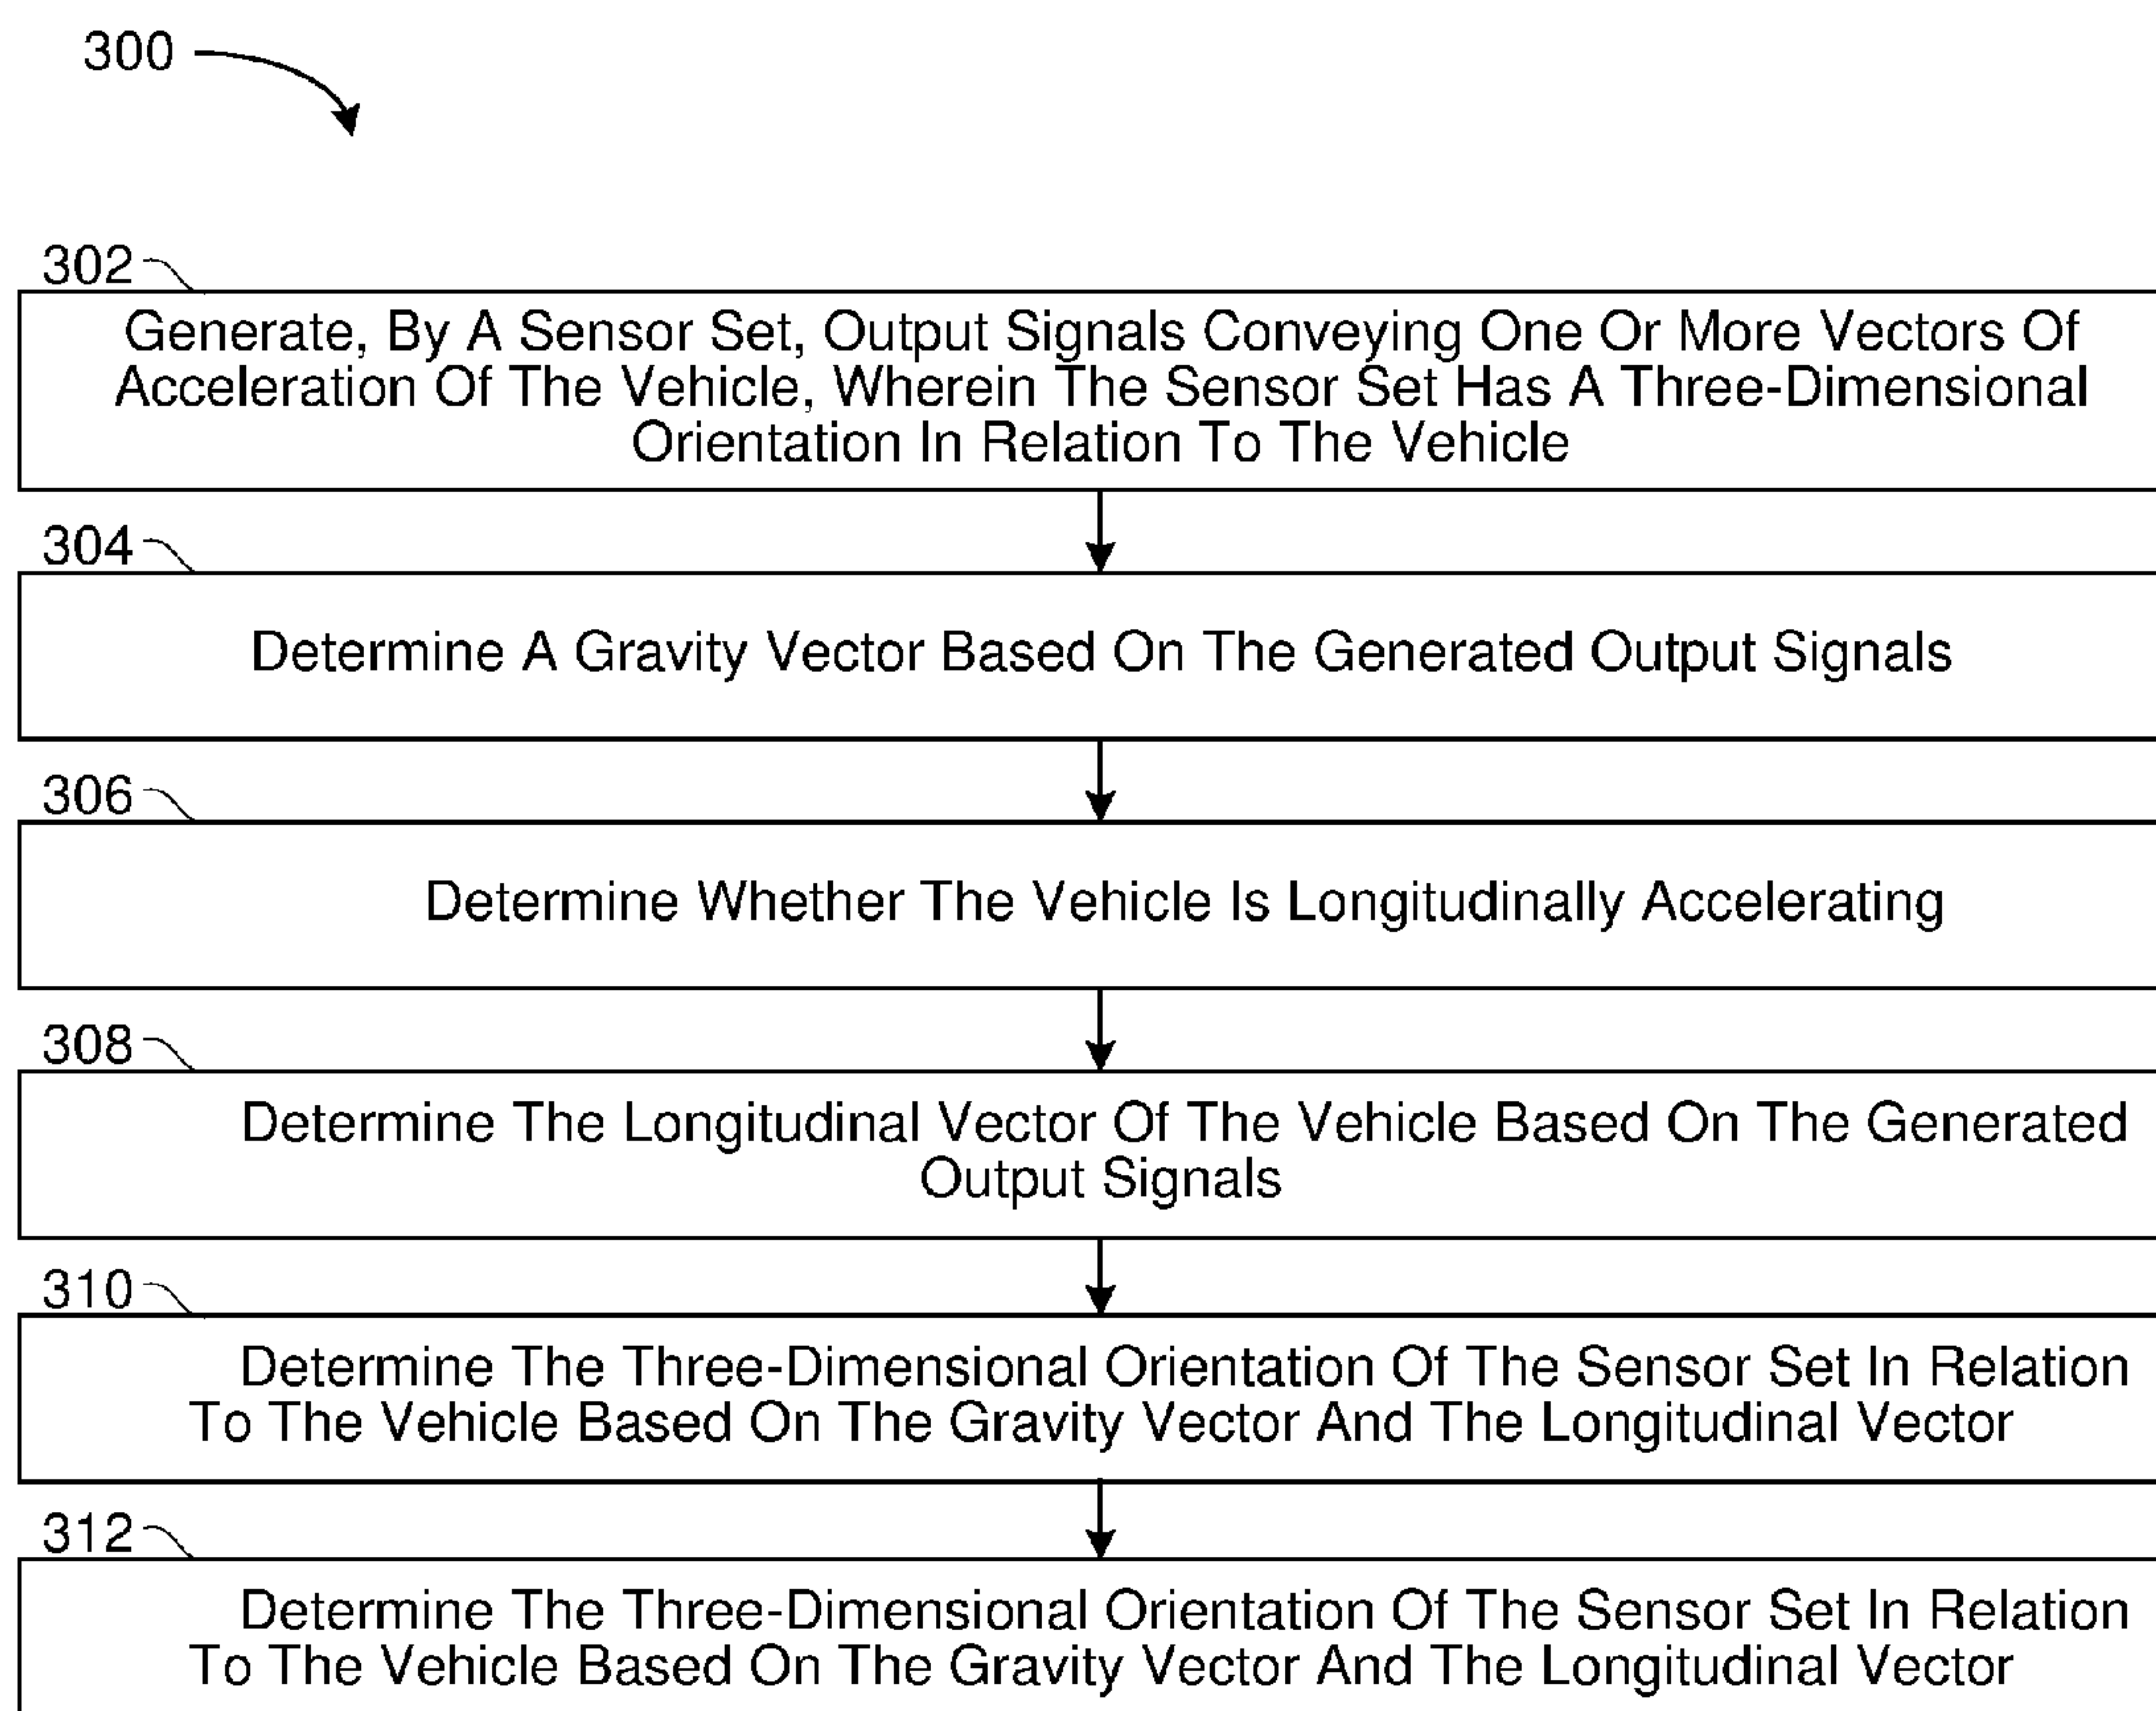 300
302
Generate, By A Sensor Set, Output Signals Conveying One Or More Vectors Of
Acceleration Of The Vehicle, Wherein The Sensor Set Has A Three-Dimensional
Orientation In Relation To The Vehicle
304
Determine A Gravity Vector Based On The Generated Output Signals
306
Determine Whether The Vehicle Is Longitudinally Accelerating
308
Determine The Longitudinal Vector Of The Vehicle Based On The Generated
Output Signals
310
Determine The Three-Dimensional Orientation Of The Sensor Set In Relation
To The Vehicle Based On The Gravity Vector And The Longitudinal Vector
312
Determine The Three-Dimensional Orientation Of The Sensor Set In Relation
To The Vehicle Based On The Gravity Vector And The Longitudinal Vector